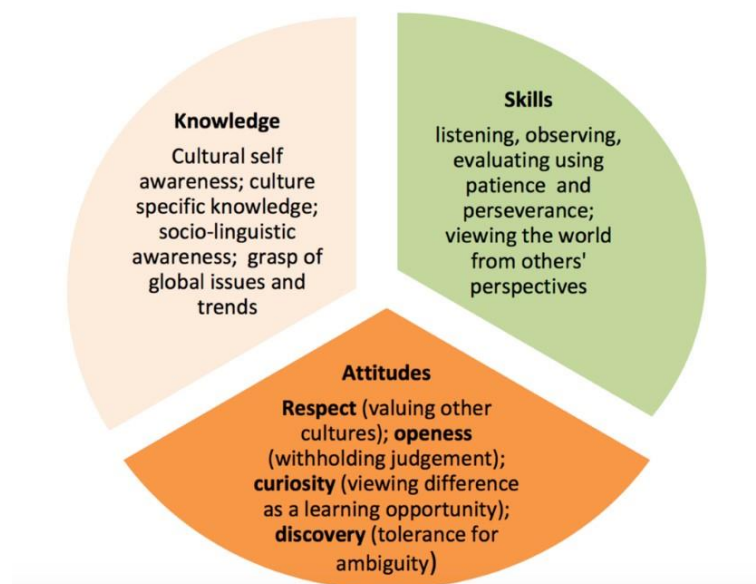 Knowledge
Cultural self
awareness; culture
specific knowledge;
socio-linguistic
awareness; grasp of
global issues and
trends
Skills
listening, observing,
evaluating using
patience and
perseverance;
viewing the world
from others'
perspectives
Attitudes
Respect (valuing other
cultures); openess
(withholding judgement);
curiosity (viewing difference
as a learning opportunity);
discovery (tolerance for
ambiguity)